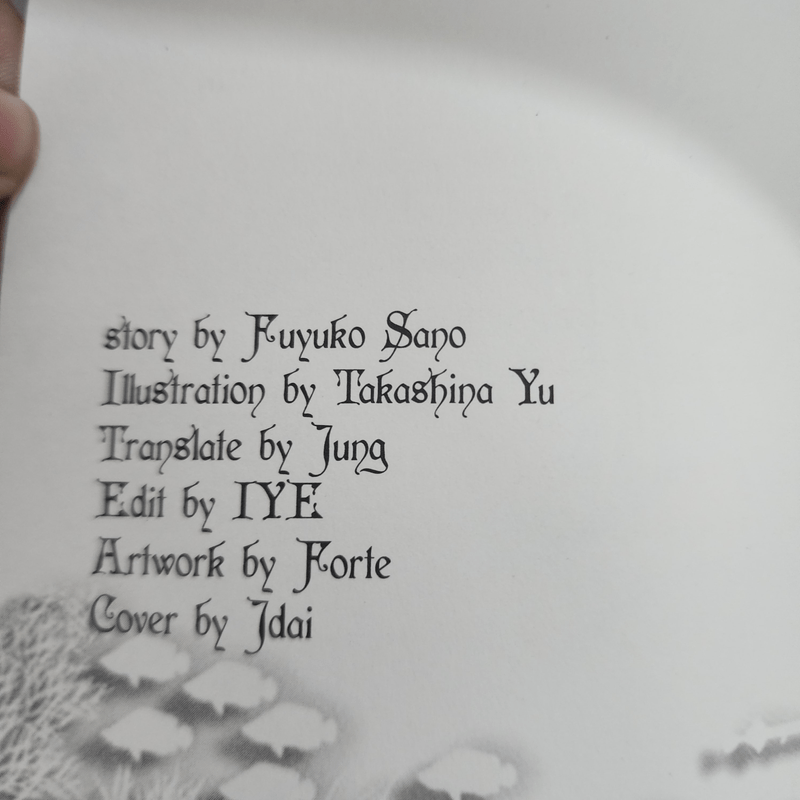 story by Fuyuko Sano
Illustration by Takashina Yu
Translate by Jung
Edit by IYE
Artwork by Forte
Cover by Jdai